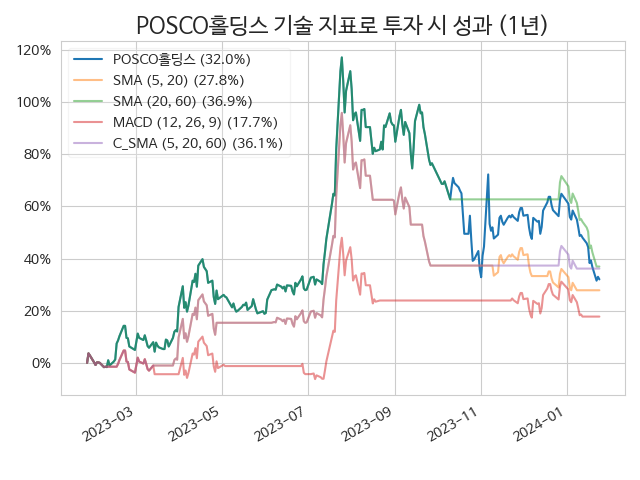 POSCO홀딩스 기술 지표로 투자 시 성과 (1년)
120%
100%
80%
60%
40%
20%
0%
POSCO홀딩스 (32.0%)
SMA (5, 20) (27.8%)
SMA (20, 60) (36.9%)
MACD (12, 26, 9) (17.7%)
C_SMA (5, 20, 60) (36.1%)
2023-03
2023-05
2023-07
2023-09
2023-11
2024-01